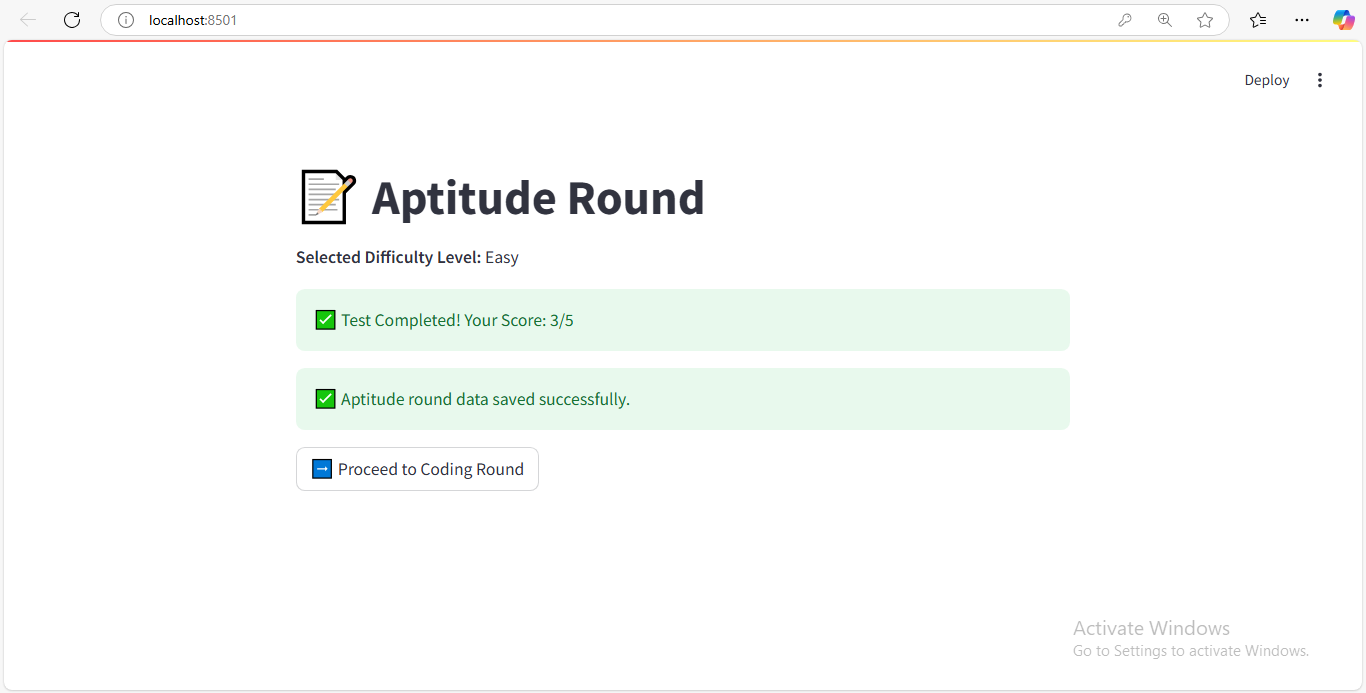 localhost:8501
Deploy
Aptitude Round
Selected Difficulty Level: Easy
✅ Test Completed! Your Score: 3/5
✅ Aptitude round data saved successfully.
➡️ Proceed to Coding Round
Activate Windows
Go to Settings to activate Windows.